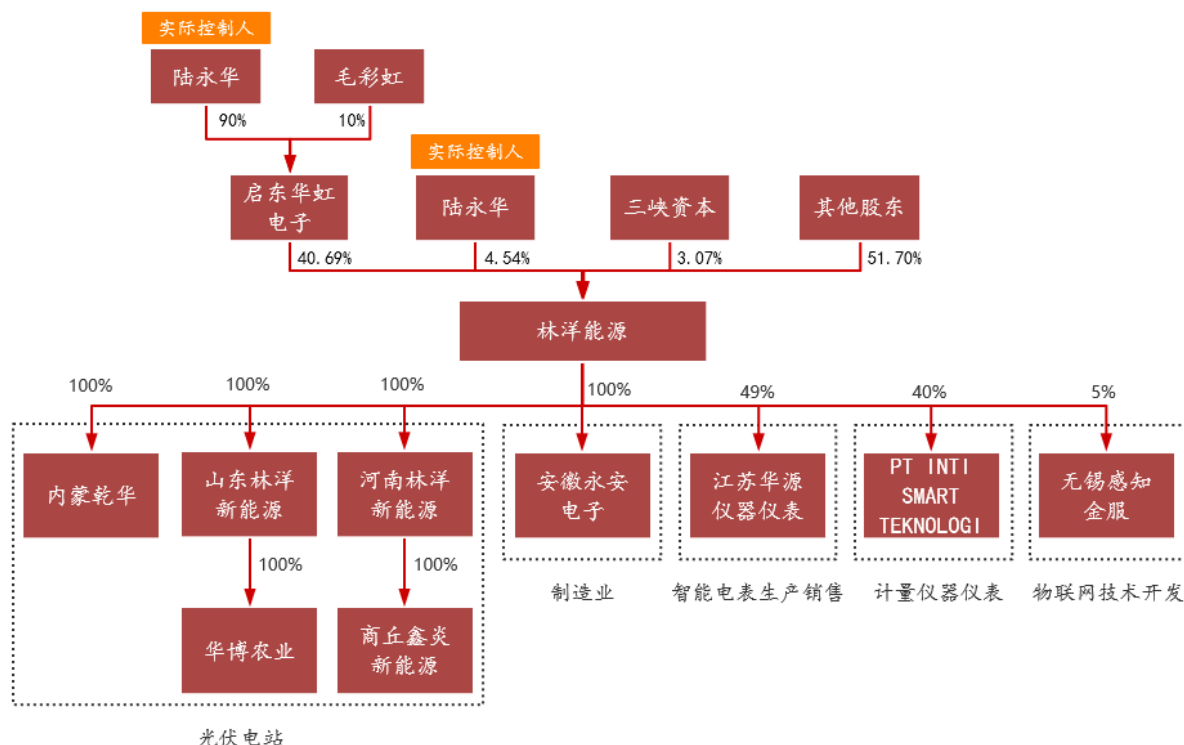 实际控制人
陆永华
毛彩虹
90%
10%
实际控制人
启东华虹
电子
陆永华
三峡资本
其他股东
40.69%
4.54%
3.07%
51.70%
林洋能源
100%
100%
100%
100%
49%
40%
5%
内蒙乾华
山东林洋
新能源
河南林洋
新能源
安徽永安
电子
江苏华源
仪器仪表
PT INTI
SMART
TEKNOLOGI
无锡感知
金服
100%
100%
制造业
智能电表生产销售
计量仪器仪表
物联网技术开发
华博农业
商丘鑫炎
新能源
光伏电站